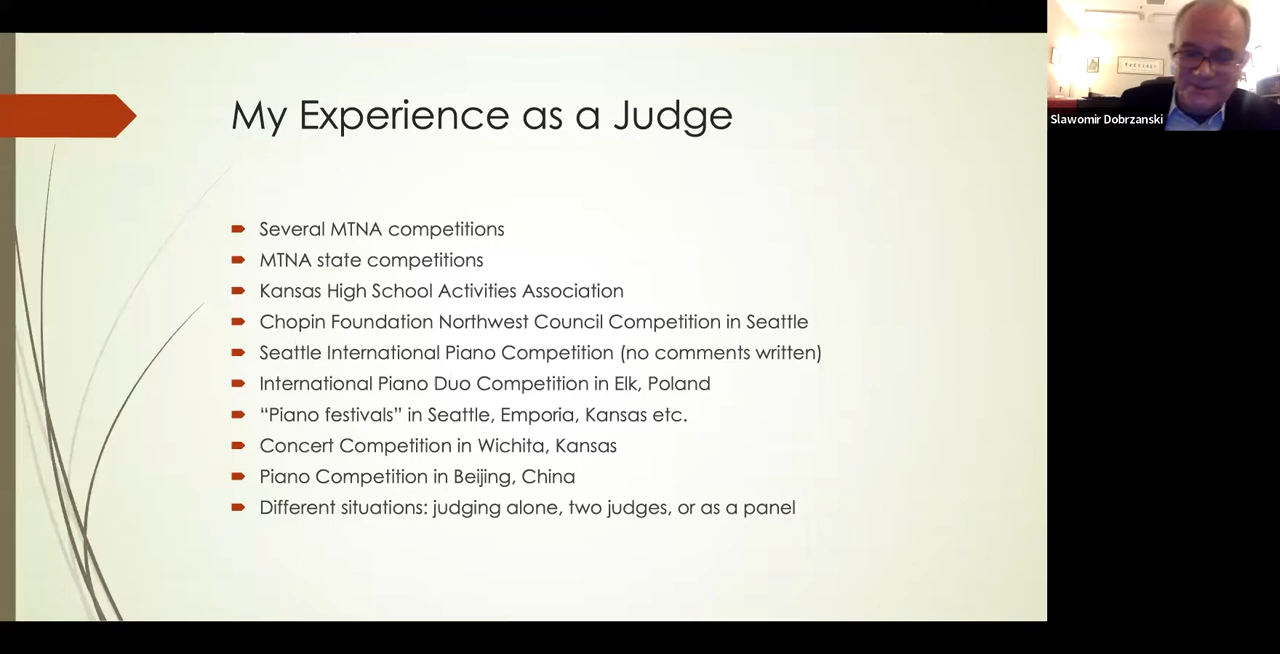 My Experience as a Judge
Several MTNA competitions
MTNA state competitions
Kansas High School Activities Association
Chopin Foundation Northwest Council Competition in Seattle
Seattle International Piano Competition (no comments written)
International Piano Duo Competition in Elk, Poland
“Piano festivals” in Seattle, Emporia, Kansas etc.
Concert Competition in Wichita, Kansas
Piano Competition in Beijing, China
Different situations: judging alone, two judges, or as a panel
Slawomir Dobrzanski